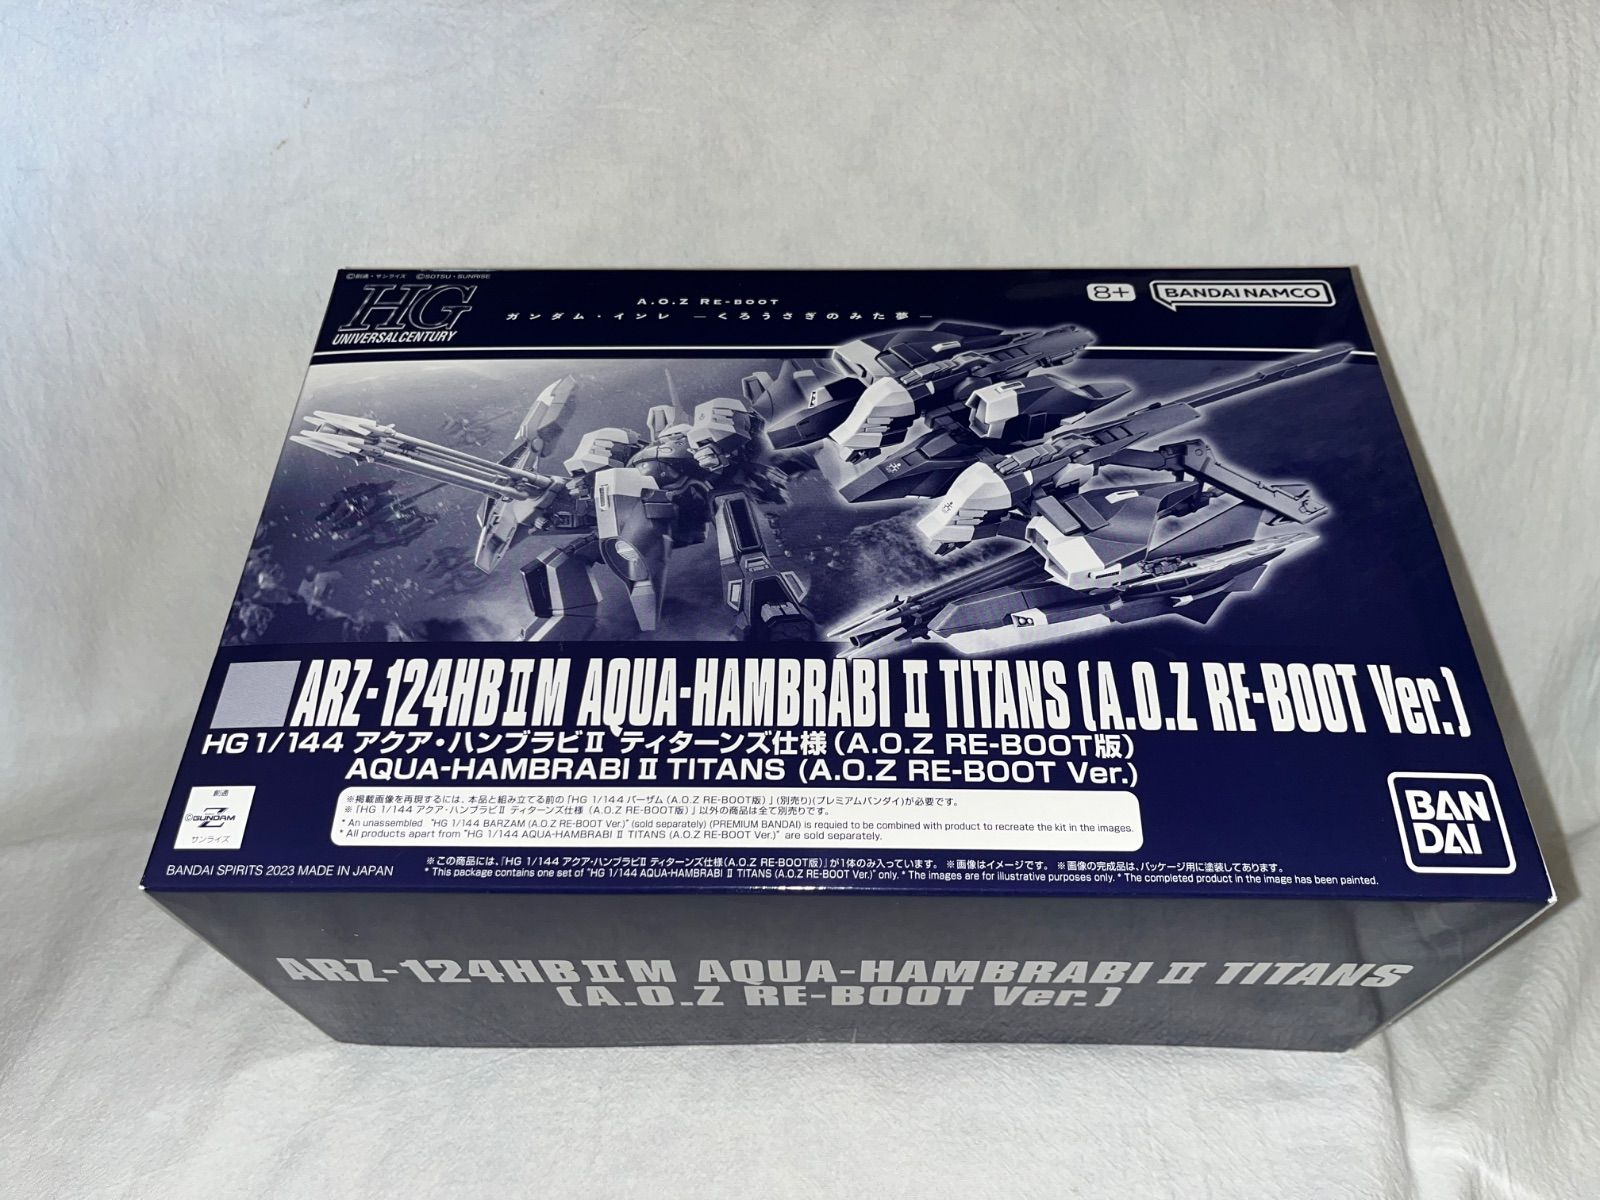 ©創通・サンライズ ©SOTSU・SUNRISE
HG
UNIVERSAL CENTURY
A.O.Z RE-BOOT
ガンダム・インレ ―くろうさぎのみた夢―
8+
BANDAI NAMCO
ARZ-124HBⅡM AQUA-HAMBRABI Ⅱ TITANS (A.O.Z RE-BOOT Ver.)
HG 1/144 アクア・ハンブラビⅡ ティターンズ仕様(A.O.Z RE-BOOT版)
AQUA-HAMBRABI Ⅱ TITANS (A.O.Z RE-BOOT Ver.)
創通
©GUNDAM Z
サンライズ
※掲載画像を再現するには、本品と組み立てる前の「HG 1/144 バーザム(A.O.Z RE-BOOT版)」(別売り)(プレミアムバンダイ)が必要です。
※「HG 1/144 アクア・ハンブラビⅡ ティターンズ仕様(A.O.Z RE-BOOT版)」以外の商品は全て別売りです。
* An unassembled "HG 1/144 BARZAM (A.O.Z RE-BOOT Ver.)" (sold separately) (PREMIUM BANDAI) is required to be combined with product to recreate the kit in the images.
* All products apart from "HG 1/144 AQUA-HAMBRABI Ⅱ TITANS (A.O.Z RE-BOOT Ver.)" are sold separately.
BAN
DAI
BANDAI SPIRITS 2023 MADE IN JAPAN
※この商品には、「HG 1/144 アクア・ハンブラビⅡ ティターンズ仕様(A.O.Z RE-BOOT版)」が1体のみ入っています。 ※画像はイメージです。 ※画像の完成品は、パッケージ用に塗装してあります。
* This package contains one set of "HG 1/144 AQUA-HAMBRABI Ⅱ TITANS (A.O.Z RE-BOOT Ver.)" only. * The images are for illustrative purposes only. * The completed product in the image has been painted.
ARZ-124HBⅡM AQUA-HAMBRABI Ⅱ TITANS
(A.O.Z RE-BOOT Ver.)